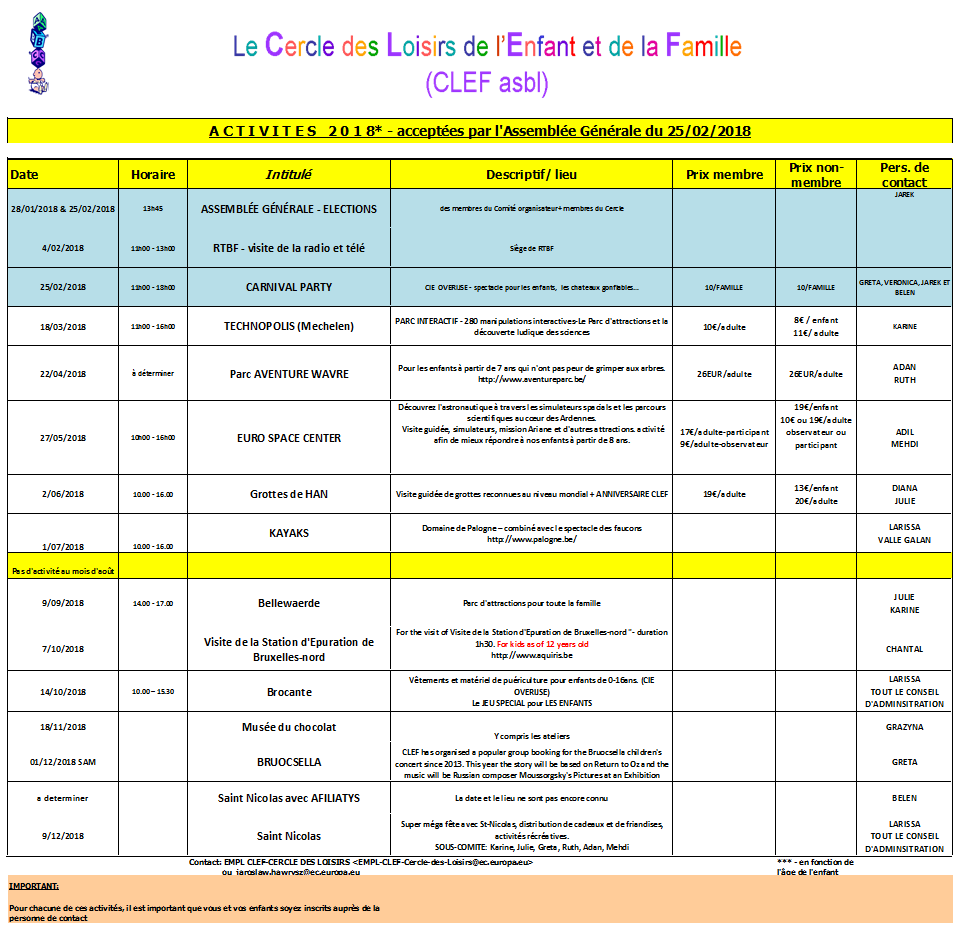 Le Cercle des Loisirs de l'Enfant et de la Famille
(CLEF asbl)
A C T I V I T E S 2 0 1 8* - acceptées par l'Assemblée Générale du 25/02/2018
Date Horaire Intitulé Descriptif/ lieu Prix membre Prix non-membre Pers. de contact
28/01/2018 & 25/02/2018 13h45 ASSEMBLÉE GÉNÉRALE - ELECTIONS des membres du Comité organisateur+ membres du Cercle JAREK
4/02/2018 11h00 - 13h00 RTBF - visite de la radio et télé Siège de RTBF
25/02/2018 11h00 - 18h00 CARNIVAL PARTY CIE OVERIJSE - spectacle pour les enfants, les chateaux gonflables... 10/FAMILLE 10/FAMILLE GRETA, VERONICA, JAREK ET
BELEN
18/03/2018 11h00 - 16h00 TECHNOPOLIS (Mechelen) PARC INTERACTIF - 280 manipulations interactives-Le Parc d'attractions et la
découverte ludique des sciences 10€/adulte 8€ / enfant
11€/ adulte KARINE
22/04/2018 à déterminer Parc AVENTURE WAVRE Pour les enfants à partir de 7 ans qui n'ont pas peur de grimper aux arbres.
http://www.aventureparc.be/ 26EUR/adulte 26EUR/adulte ADAN
RUTH
27/05/2018 10h00 - 16h00 EURO SPACE CENTER Découvrez l'astronautique à travers les simulateurs spacials et les parcours
scientifiques au cœur des Ardennes.
Visite guidée, simulateurs, mission Ariane et d'autres attractions. activité
afin de mieux répondre à nos enfants à partir de 8 ans.
17€/adulte-participant
9€/adulte-observateur
19€/enfant
10€ ou 19€/adulte
observateur ou
participant
ADIL
MEHDI
2/06/2018 10.00 - 16.00 Grottes de HAN Visite guidée de grottes reconnues au niveau mondial + ANNIVERSAIRE CLEF 19€/adulte 13€/enfant
20€/adulte DIANA
JULIE
1/07/2018 10.00 - 16.00 KAYAKS Domaine de Palogne – combiné avec le spectacle des faucons
http://www.palogne.be/ LARISSA
VALLE GALAN
Pas d'activité au mois d'août
9/09/2018 14.00 - 17.00 Bellewaerde Parc d'attractions pour toute la famille JULIE
KARINE
7/10/2018 Visite de la Station d'Epuration de
Bruxelles-nord For the visit of Visite de la Station d'Epuration de Bruxelles-nord "- duration
1h30. For kids as of 12 years old
http://www.aquiris.be CHANTAL
14/10/2018 10.00 – 15.30 Brocante Vêtements et matériel de puériculture pour enfants de 0-16ans. (CIE
OVERIJSE)
Le JEU SPECIAL pour LES ENFANTS LARISSA
TOUT LE CONSEIL
D'ADMINSITRATION
18/11/2018 Musée du chocolat Y compris les ateliers GRAZYNA
01/12/2018 SAM BRUOCSELLA CLEF has organised a popular group booking for the Bruocsella children's
concert since 2013. This year the story will be based on Return to Oz and the
music will be Russian composer Moussorgsky's Pictures at an Exhibition GRETA
a determiner Saint Nicolas avec AFILIATYS La date et le lieu ne sont pas encore connu BELEN
9/12/2018 Saint Nicolas Super méga fête avec St-Nicolas, distribution de cadeaux et de friandises,
activités récréatives.
SOUS-COMITE: Karine, Julie, Greta, Ruth, Adan, Mehdi LARISSA
TOUT LE CONSEIL
D'ADMINSITRATION
Contact: EMPL CLEF-CERCLE DES LOISIRS <EMPL-CLEF-Cercle-des-Loisirs@ec.europa.eu>
ou jaroslaw.hawrysz@ec.europa.eu
*** - en fonction de
l'âge de l'enfant
IMPORTANT:
Pour chacune de ces activités, il est important que vous et vos enfants soyez inscrits auprès de la
personne de contact